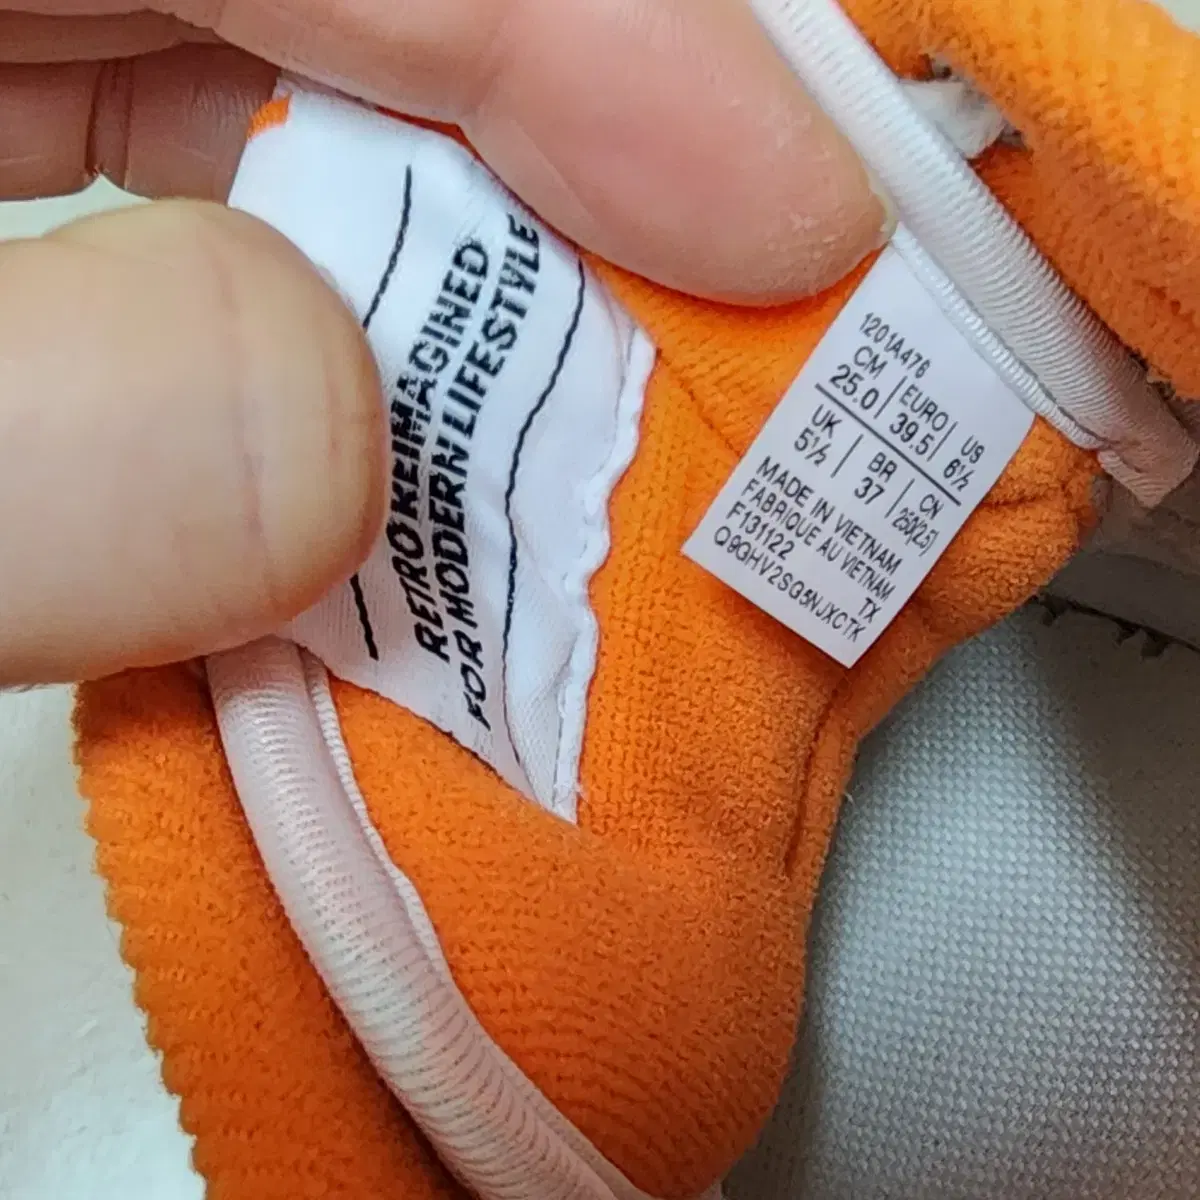 RETRO REIMAGINED
FOR MODERN LIFESTYLE
1201A476
CM EURO US
25.0 39.5 6½
UK BR CN
5½ 37 250(2.5)
MADE IN VIETNAM
FABRIQUE AU VIETNAM
F131122 TX
Q9GHV2SG5NJXCTK